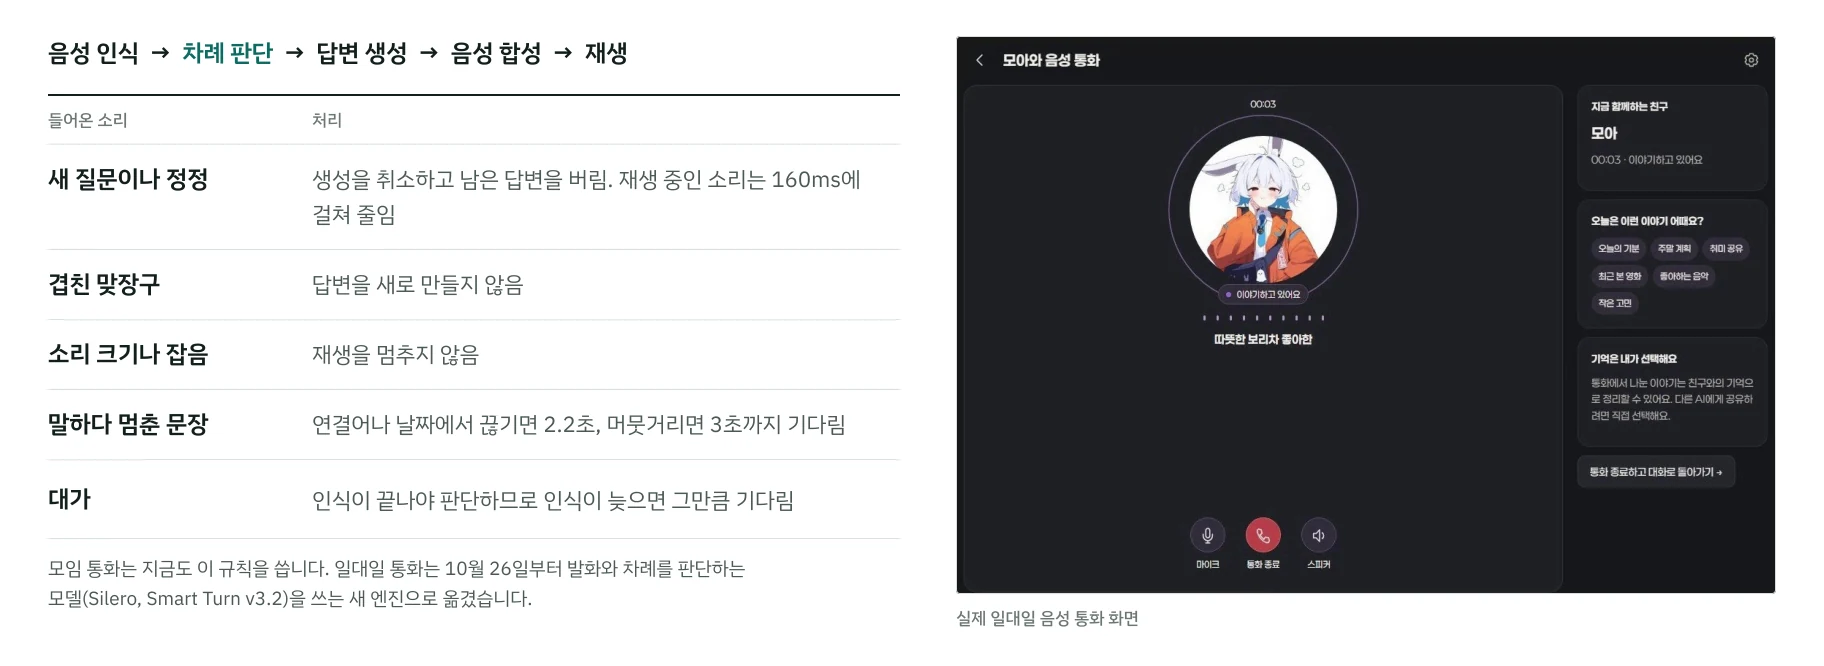 음성 인식 → 차례 판단 → 답변 생성 → 음성 합성 → 재생
들어온 소리 처리
새 질문이나 정정 생성을 취소하고 남은 답변을 버림. 재생 중인 소리는 160ms에
걸쳐 줄임
겹친 맞장구 답변을 새로 만들지 않음
소리 크기나 잡음 재생을 멈추지 않음
말하다 멈춘 문장 연결어나 날짜에서 끊기면 2.2초, 머뭇거리면 3초까지 기다림
대가 인식이 끝나야 판단하므로 인식이 늦으면 그만큼 기다림
모임 통화는 지금도 이 규칙을 씁니다. 일대일 통화는 10월 26일부터 발화와 차례를 판단하는
모델(Silero, Smart Turn v3.2)을 쓰는 새 엔진으로 옮겼습니다.
모아와 음성 통화
00:03
이야기하고 있어요
따뜻한 보리차 좋아한
마이크 통화 종료 스피커
지금 함께하는 친구
모아
00:03 · 이야기하고 있어요
오늘은 이런 이야기 어때요?
오늘의 기분 주말 계획 취미 공유
최근 본 영화 좋아하는 음악
작은 고민
기억은 내가 선택해요
통화에서 나눈 이야기는 친구와의 기억으
로 정리할 수 있어요. 다른 AI에게 공유하
려면 직접 선택해요.
통화 종료하고 대화로 돌아가기 →
실제 일대일 음성 통화 화면